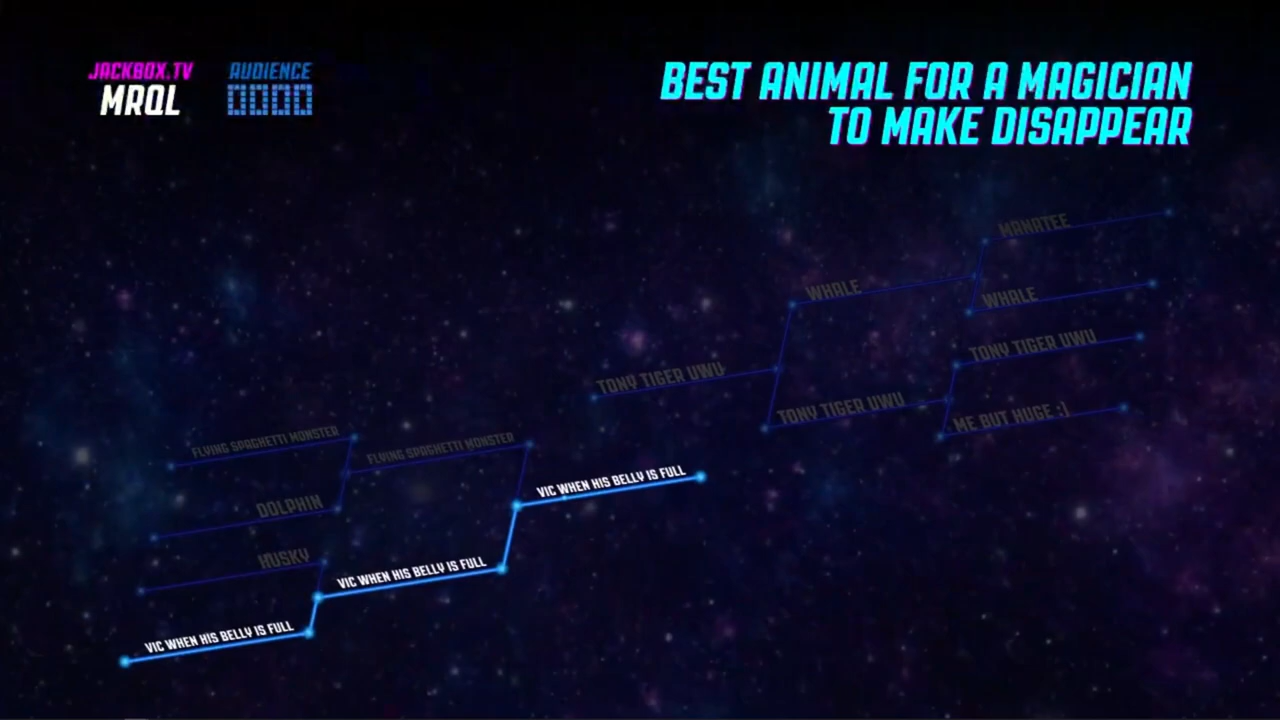 JACKBOX.TV
MRQL
AUDIENCE
0000
BEST ANIMAL FOR A MAGICIAN
TO MAKE DISAPPEAR
FLYING SPAGHETTI MONSTER
DOLPHIN
HUSKY
VIC WHEN HIS BELLY IS FULL
FLYING SPAGHETTI MONSTER
VIC WHEN HIS BELLY IS FULL
VIC WHEN HIS BELLY IS FULL
TONY TIGER UWU
WHALE
TONY TIGER UWU
MANATEE
WHALE
TONY TIGER UWU
ME BUT HUGE :)